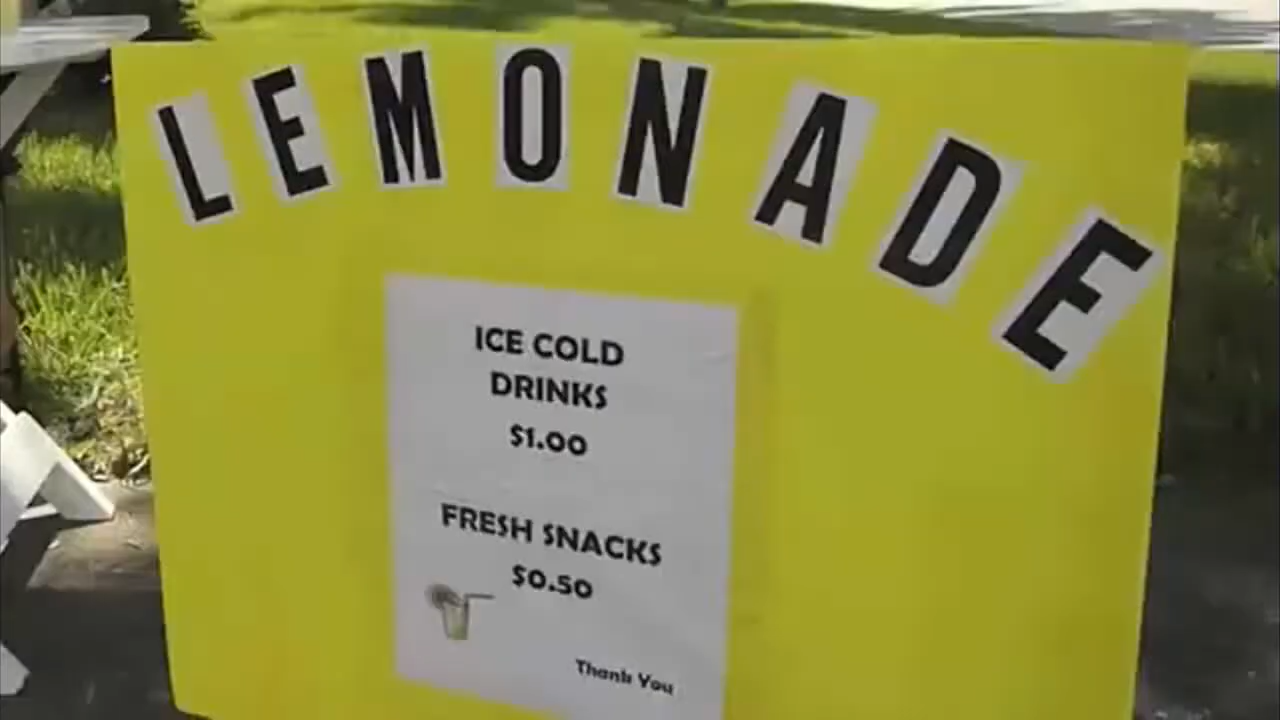 LEMONADE
ICE COLD
DRINKS
$1.00
FRESH SNACKS
$0.50
Thank You